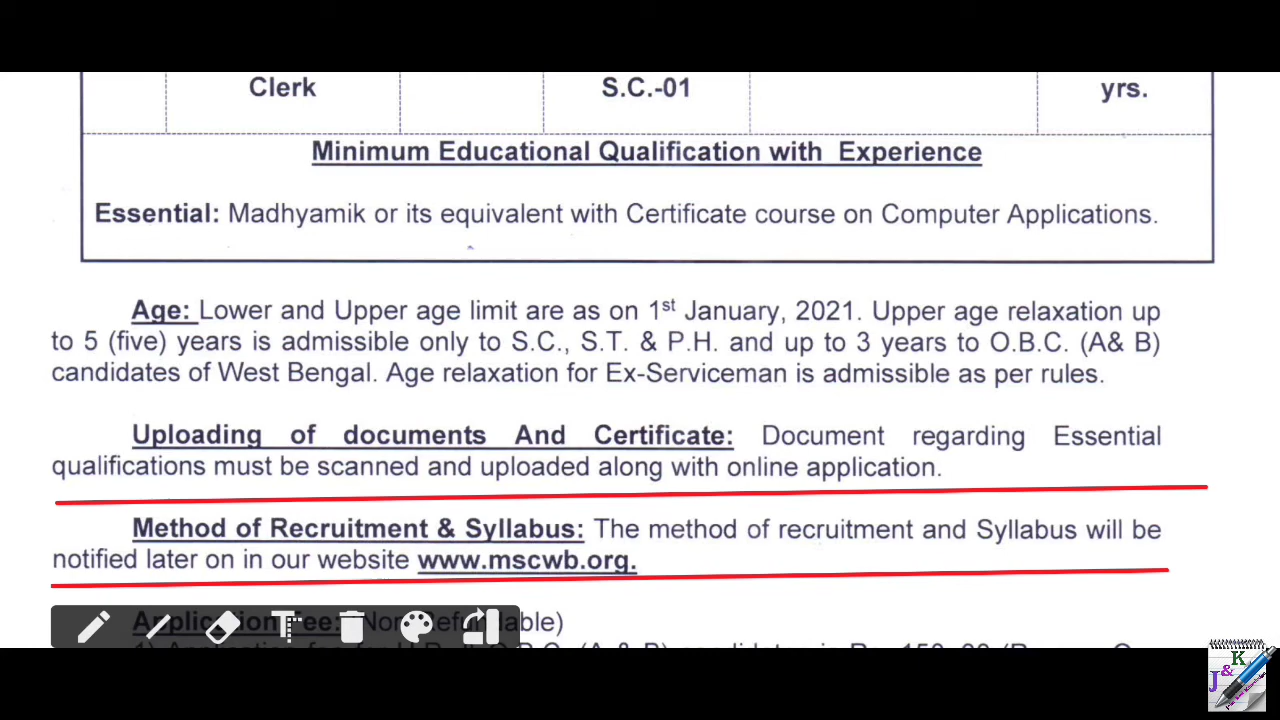 Clerk S.C.-01 yrs.
Minimum Educational Qualification with Experience
Essential: Madhyamik or its equivalent with Certificate course on Computer Applications.
Age: Lower and Upper age limit are as on 1st January, 2021. Upper age relaxation up
to 5 (five) years is admissible only to S.C., S.T. & P.H. and up to 3 years to O.B.C. (A& B)
candidates of West Bengal. Age relaxation for Ex-Serviceman is admissible as per rules.
Uploading of documents And Certificate: Document regarding Essential
qualifications must be scanned and uploaded along with online application.
Method of Recruitment & Syllabus: The method of recruitment and Syllabus will be
notified later on in our website www.mscwb.org.
Application Fee: (Non Refundable)
J & K